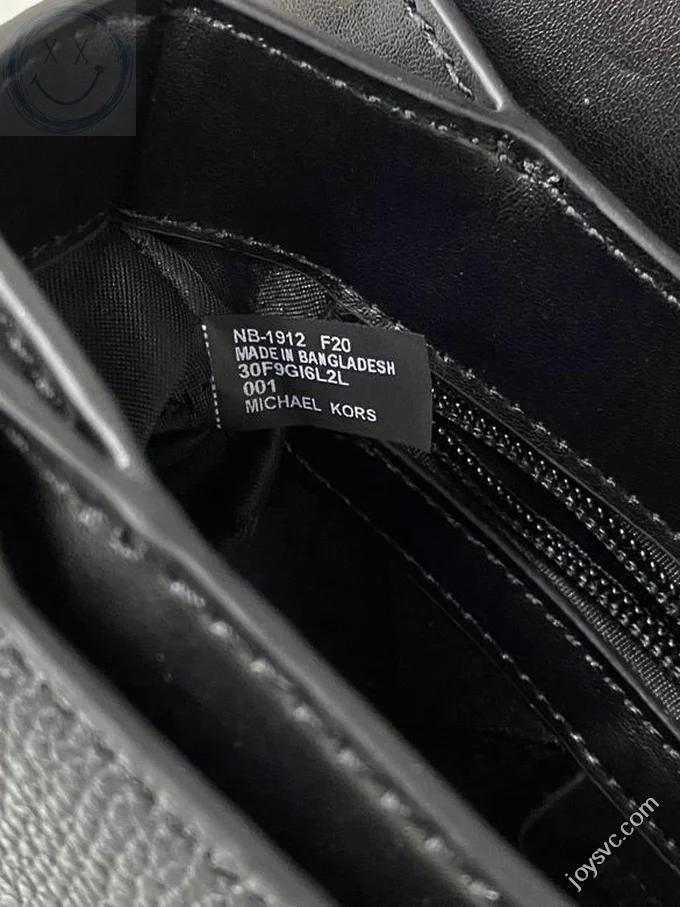 NB-1912 F20
MADE IN BANGLADESH
30F9GI6L2L
001
MICHAEL KORS
joysvc.com